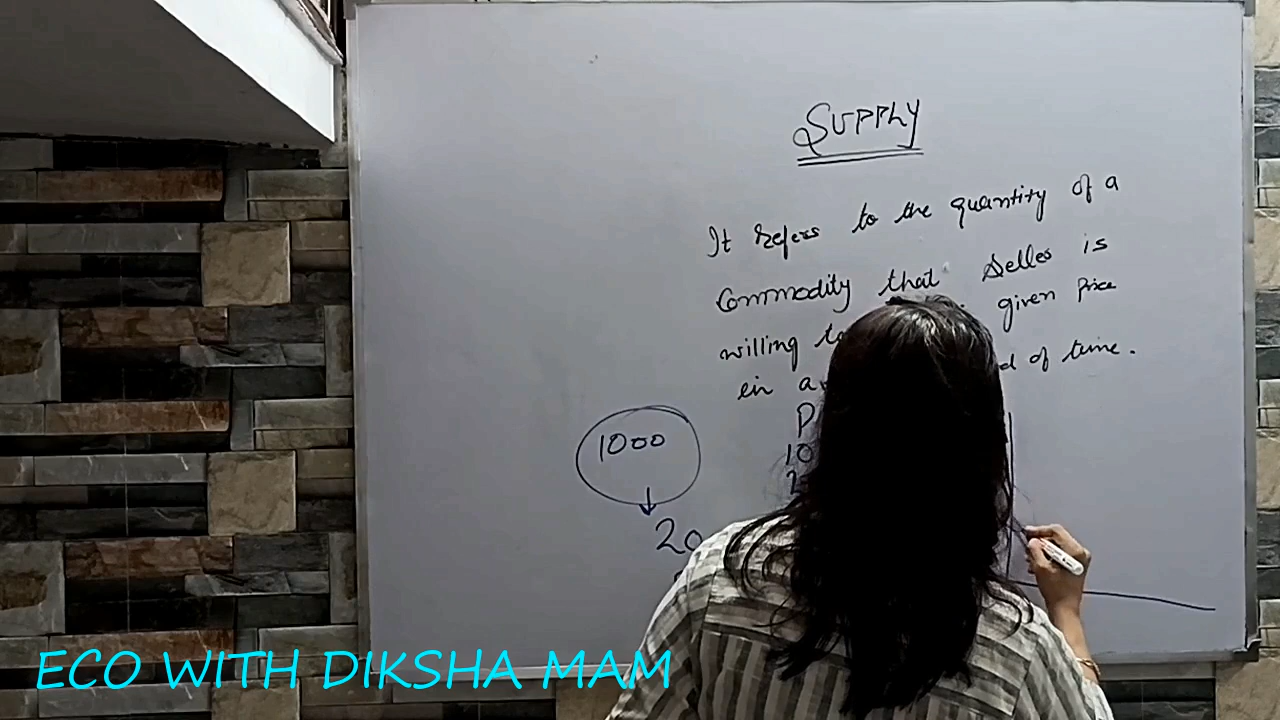 SUPPLY
It refers to the quantity of a
Commodity that Seller is
willing given Price
in a of time.
P
1000
10
20
ECO WITH DIKSHA MAM